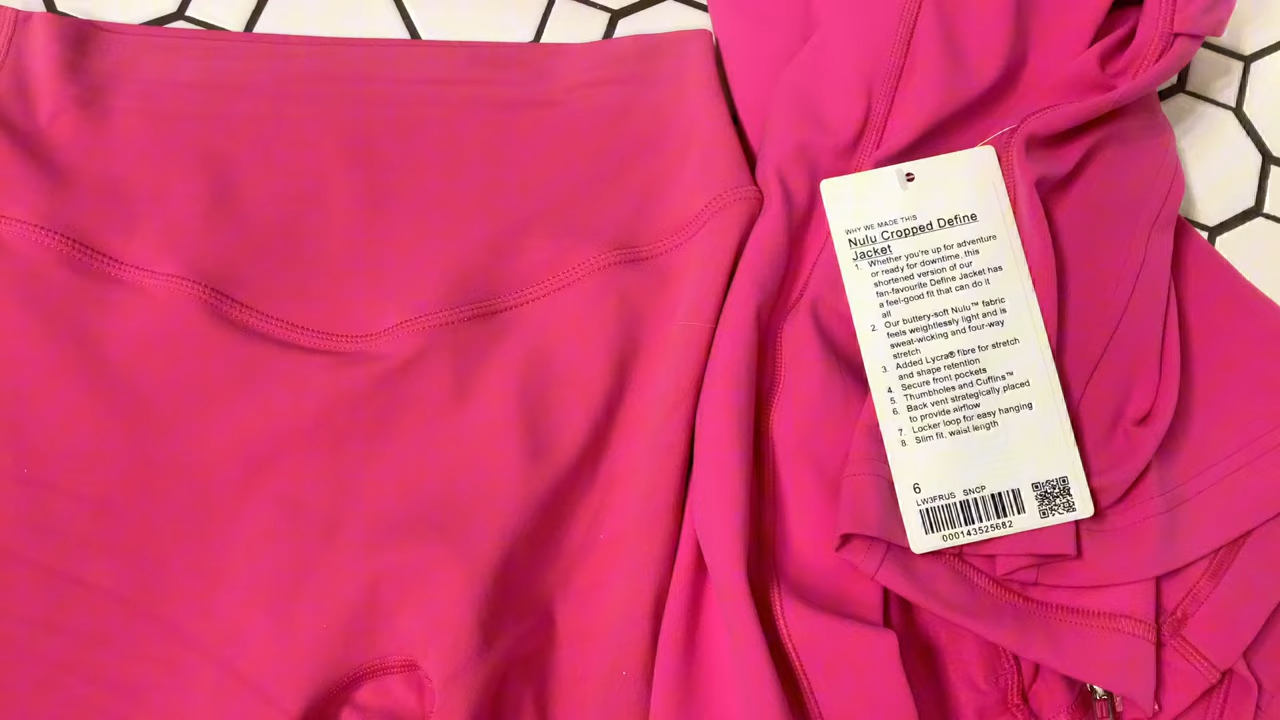 WHY WE MADE THIS
Nulu Cropped Define
Jacket
1. Whether you're up for adventure
or ready for downtime, this
shortened version of our
fan-favourite Define Jacket has
a feel-good fit that can do it
all
2. Our buttery-soft Nulu™ fabric
feels weightlessly light and is
sweat-wicking and four-way
stretch
3. Added Lycra® fibre for stretch
and shape retention
4. Secure front pockets
5. Thumbholes and Cuffins™
6. Back vent strategically placed
to provide airflow
7. Locker loop for easy hanging
8. Slim fit, waist length
6
LW3FRUS SNCP
000143525682